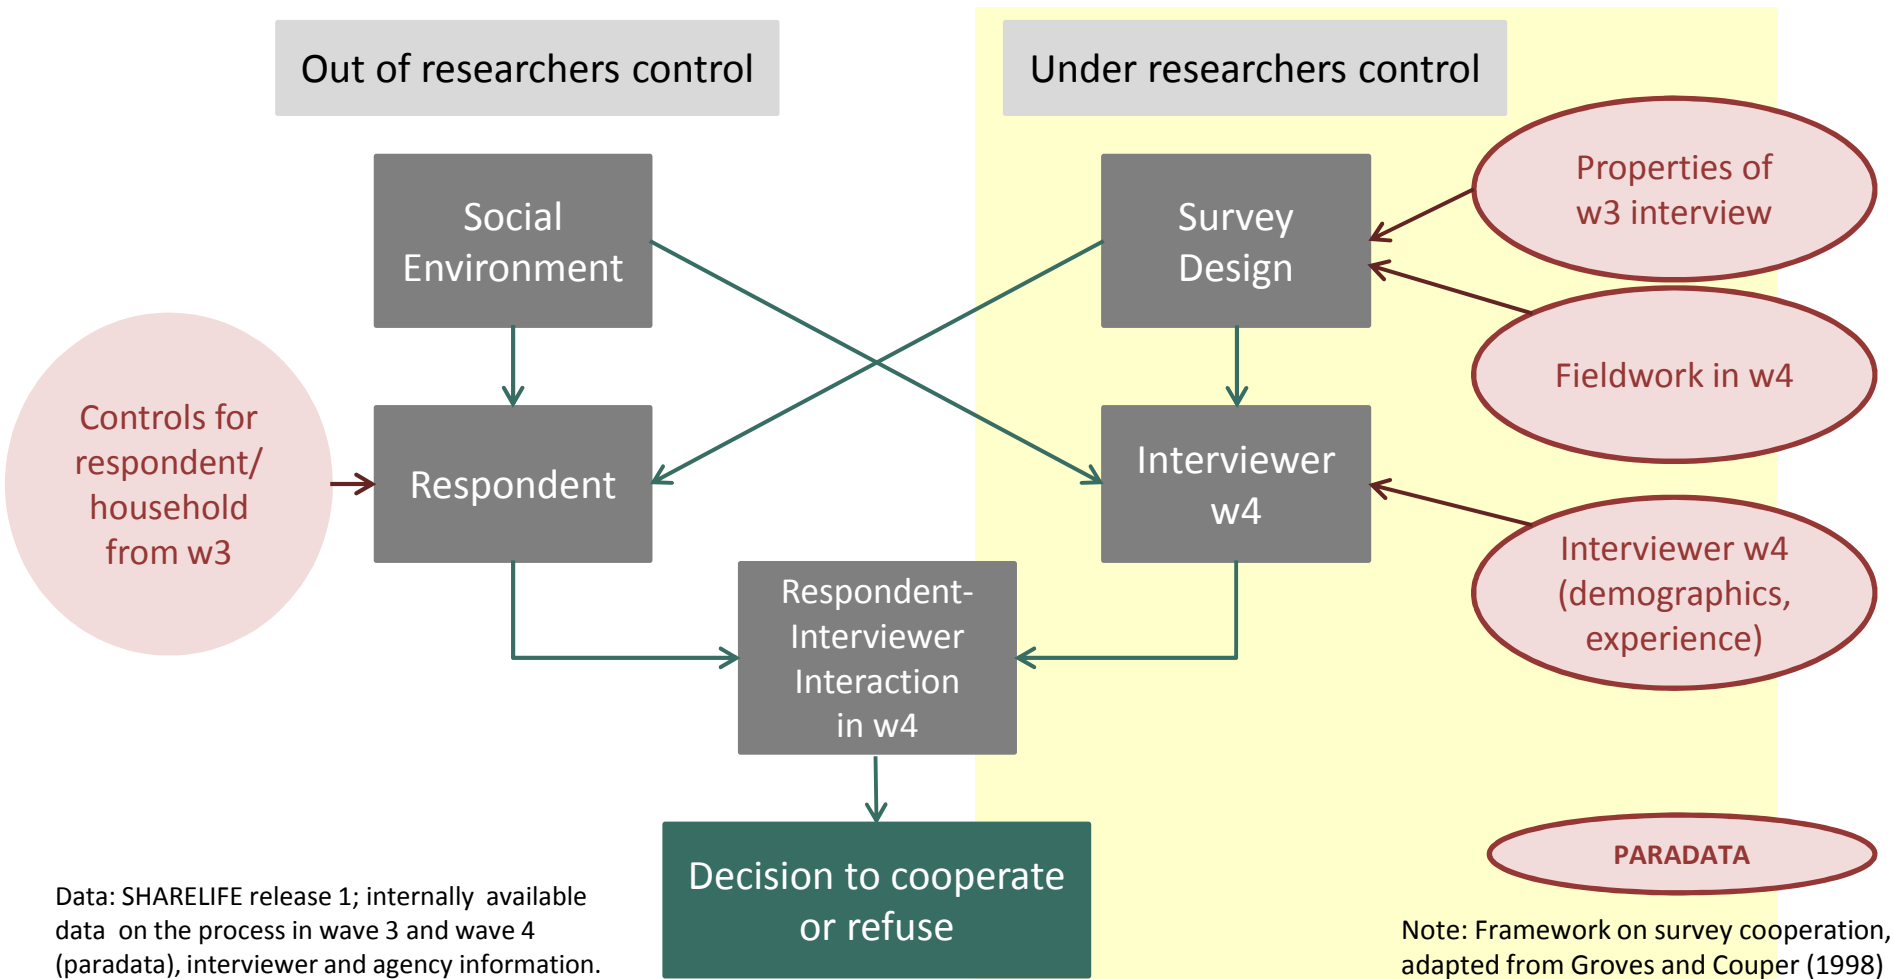 Out of researchers control
Under researchers control
Social
Environment
Survey
Design
Properties of
w3 interview
Fieldwork in w4
Controls for
respondent/
household
from w3
Respondent
Interviewer
w4
Interviewer w4
(demographics,
experience)
Respondent-
Interviewer
Interaction
in w4
Decision to cooperate
or refuse
PARADATA
Data: SHARELIFE release 1; internally available
data on the process in wave 3 and wave 4
(paradata), interviewer and agency information.
Note: Framework on survey cooperation,
adapted from Groves and Couper (1998)